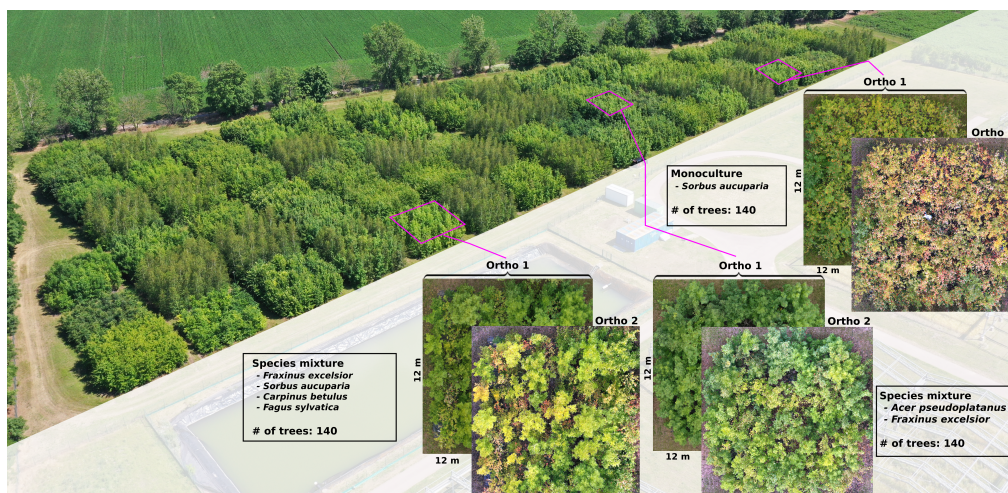 Ortho 1
Ortho
12 m
12 m
Monoculture
- Sorbus aucuparia
# of trees: 140
Ortho 1
Ortho 2
12 m
12 m
Species mixture
- Fraxinus excelsior
- Sorbus aucuparia
- Carpinus betulus
- Fagus sylvatica
# of trees: 140
Ortho 1
Ortho 2
12 m
12 m
Species mixture
- Acer pseudoplatanus
- Fraxinus excelsior
# of trees: 140